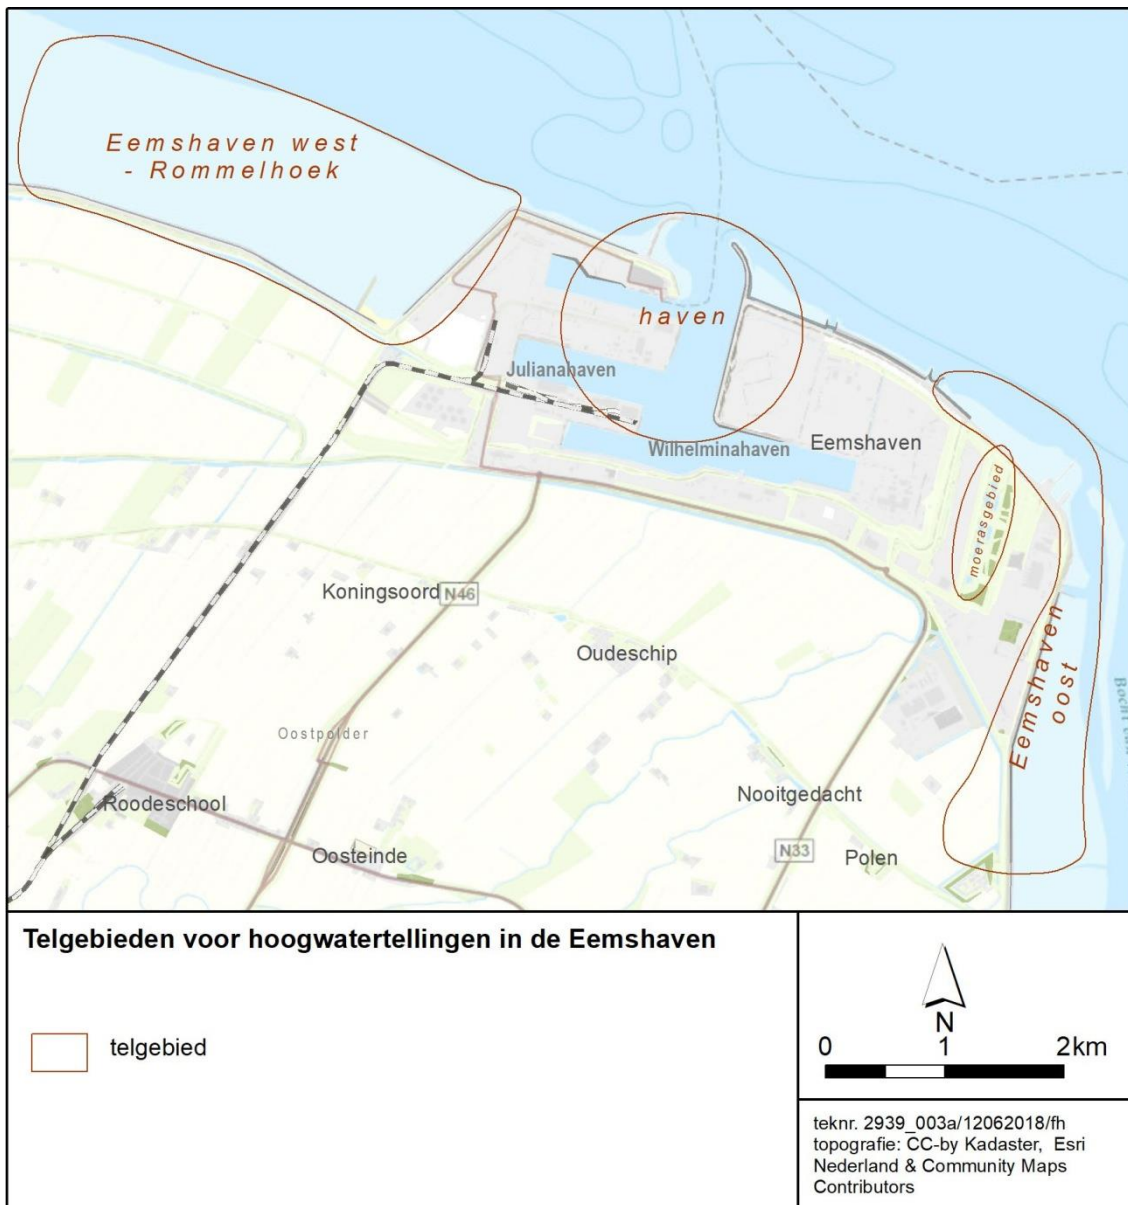 Eemshaven west
- Rommelhoek
haven
Julianahaven
Wilhelminahaven
Eemshaven
moerasgebied
Koningsoord
N46
Oudeschip
Eemshaven
oost
Oostpolder
Roodeschool
Nooitgedacht
Oosteinde
N33
Polen
Bocht van
Telgebieden voor hoogwatertellingen in de Eemshaven
telgebied
N
0 1 2km
teknr. 2939_003a/12062018/fh
topografie: CC-by Kadaster, Esri
Nederland & Community Maps
Contributors